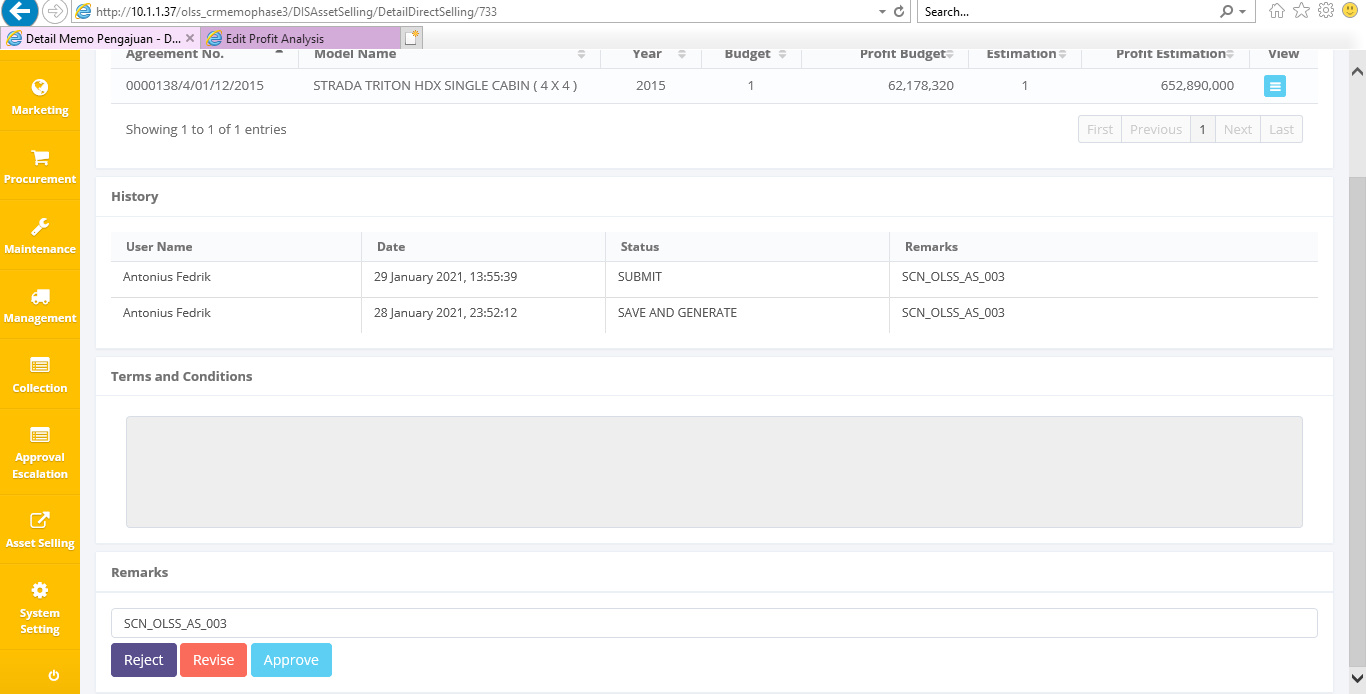 http://10.1.1.37/olss_crmemophase3/DISAssetSelling/DetailDirectSelling/733
Search...
Detail Memo Pengajuan - D...
Edit Profit Analysis
Agreement No. Model Name Year Budget Profit Budget Estimation Profit Estimation View
0000138/4/01/12/2015 STRADA TRITON HDX SINGLE CABIN ( 4 X 4 ) 2015 1 62,178,320 1 652,890,000
Showing 1 to 1 of 1 entries
First Previous 1 Next Last
Marketing
Procurement
Maintenance
Management
Collection
Approval
Escalation
Asset Selling
System
Setting
History
User Name Date Status Remarks
Antonius Fedrik 29 January 2021, 13:55:39 SUBMIT SCN_OLSS_AS_003
Antonius Fedrik 28 January 2021, 23:52:12 SAVE AND GENERATE SCN_OLSS_AS_003
Terms and Conditions
Remarks
SCN_OLSS_AS_003
Reject Revise Approve